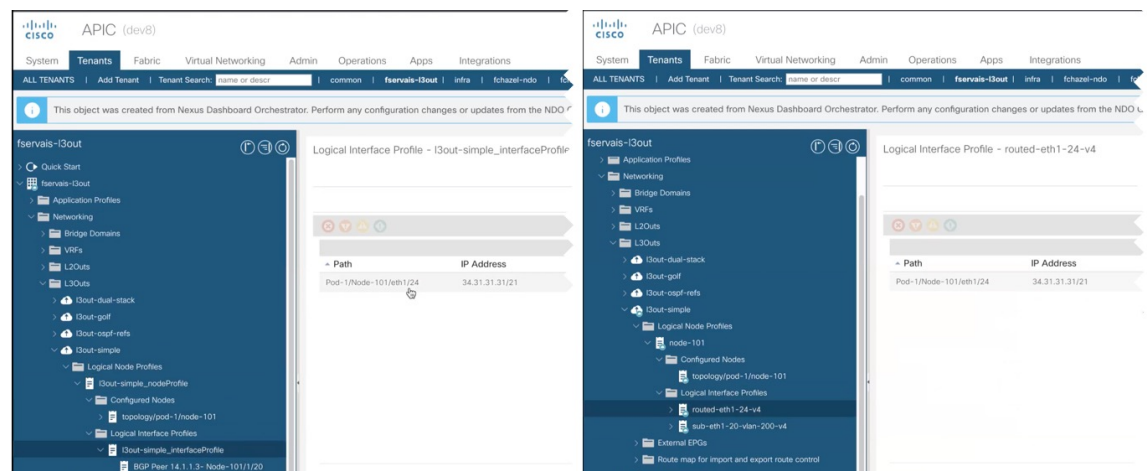 CISCO
APIC (dev8)
System Tenants Fabric Virtual Networking Admin Operations Apps Integrations
ALL TENANTS | Add Tenant | Tenant Search: name or descr | common | fservais-l3out | infra | fchazel-ndo |
This object was created from Nexus Dashboard Orchestrator. Perform any configuration changes or updates from the NDO
fservais-l3out
Quick Start
fservais-l3out
Application Profiles
Networking
Bridge Domains
VRFs
L2Outs
L3Outs
l3out-dual-stack
l3out-golf
l3out-ospf-refs
l3out-simple
Logical Node Profiles
l3out-simple_nodeProfile
Configured Nodes
topology/pod-1/node-101
Logical Interface Profiles
l3out-simple_interfaceProfile
BGP Peer 14.1.1.3- Node-101/1/20
Logical Interface Profile - l3out-simple_interfaceProfile
Path IP Address
Pod-1/Node-101/eth1/24 34.31.31.31/21
CISCO
APIC (dev8)
System Tenants Fabric Virtual Networking Admin Operations Apps Integrations
ALL TENANTS | Add Tenant | Tenant Search: name or descr | common | fservais-l3out | infra | fchazel-ndo |
This object was created from Nexus Dashboard Orchestrator. Perform any configuration changes or updates from the NDO
fservais-l3out
Application Profiles
Networking
Bridge Domains
VRFs
L2Outs
L3Outs
l3out-dual-stack
l3out-golf
l3out-ospf-refs
l3out-simple
Logical Node Profiles
node-101
Configured Nodes
topology/pod-1/node-101
Logical Interface Profiles
routed-eth1-24-v4
sub-eth1-20-vlan-200-v4
External EPGs
Route map for import and export route control
Logical Interface Profile - routed-eth1-24-v4
Path IP Address
Pod-1/Node-101/eth1/24 34.31.31.31/21